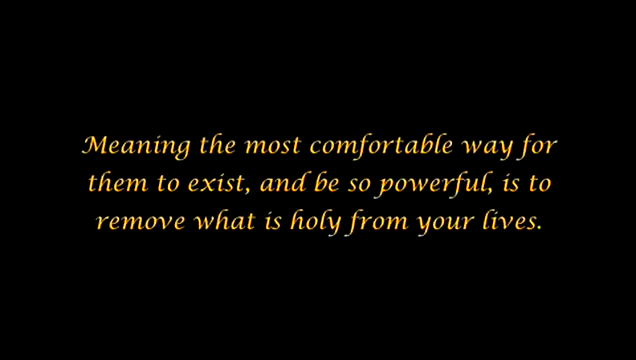 Meaning the most comfortable way for
them to exist, and be so powerful, is to
remove what is holy from your lives.